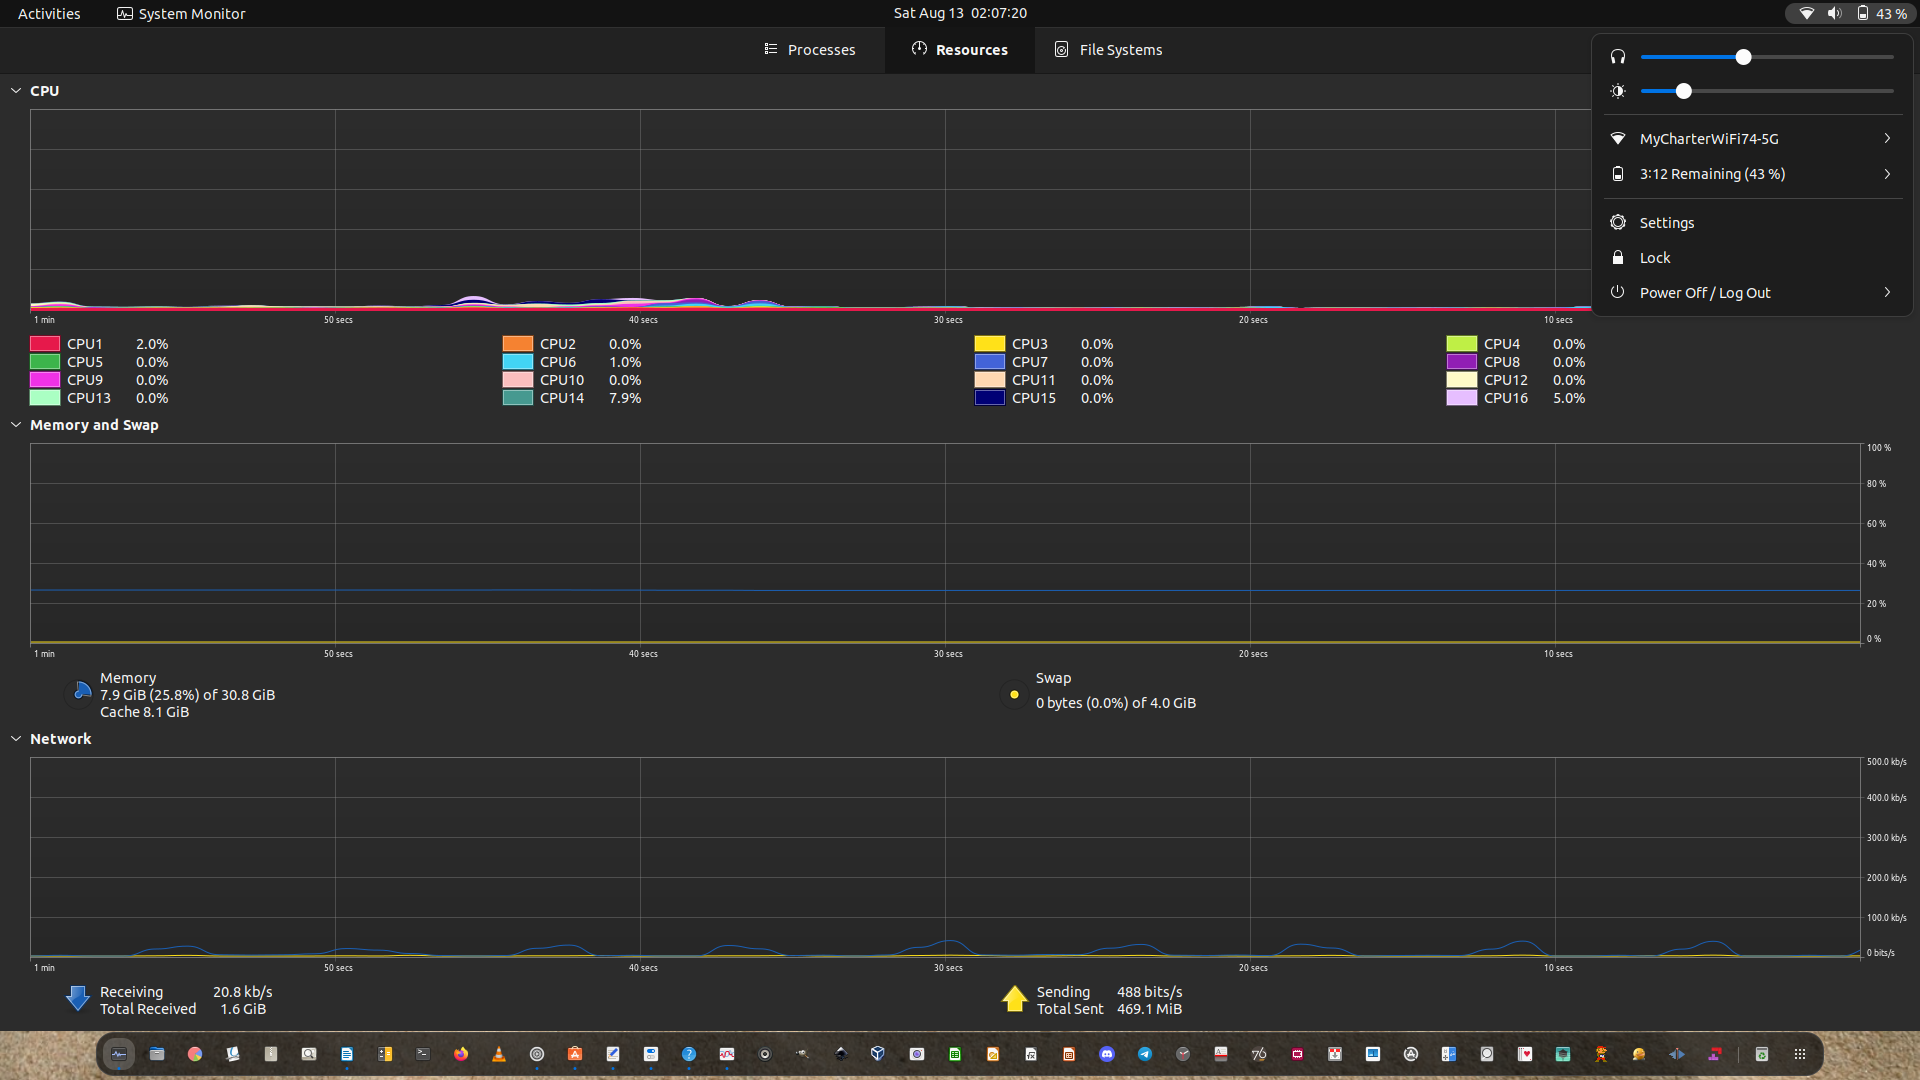 Activities
System Monitor
Sat Aug 13  02:07:20
43 %
Processes
Resources
File Systems
MyCharterWiFi74-5G
3:12 Remaining (43 %)
Settings
Lock
Power Off / Log Out
CPU
1 min 50 secs 40 secs 30 secs 20 secs 10 secs
CPU1 2.0% CPU2 0.0% CPU3 0.0% CPU4 0.0%
CPU5 0.0% CPU6 1.0% CPU7 0.0% CPU8 0.0%
CPU9 0.0% CPU10 0.0% CPU11 0.0% CPU12 0.0%
CPU13 0.0% CPU14 7.9% CPU15 0.0% CPU16 5.0%
Memory and Swap
100 %
80 %
60 %
40 %
20 %
0 %
1 min 50 secs 40 secs 30 secs 20 secs 10 secs
Memory
7.9 GiB (25.8%) of 30.8 GiB
Cache 8.1 GiB
Swap
0 bytes (0.0%) of 4.0 GiB
Network
500.0 kb/s
400.0 kb/s
300.0 kb/s
200.0 kb/s
100.0 kb/s
0 bits/s
1 min 50 secs 40 secs 30 secs 20 secs 10 secs
Receiving 20.8 kb/s
Total Received 1.6 GiB
Sending 488 bits/s
Total Sent 469.1 MiB